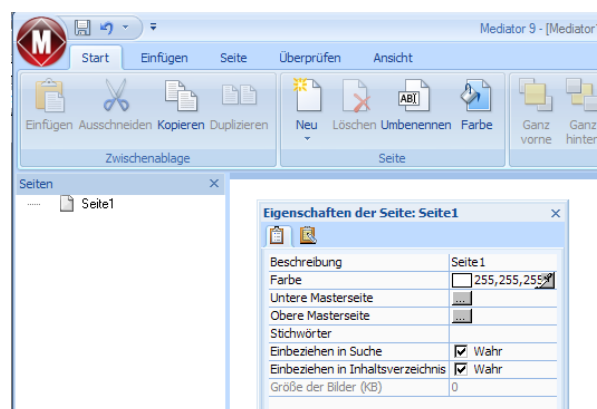 M
Mediator 9 - [Mediator
Start Einfügen Seite Überprüfen Ansicht
Einfügen Ausschneiden Kopieren Duplizieren Neu Löschen Umbenennen Farbe Ganz vorne Ganz hinten
ABI
Zwischenablage Seite
Seiten
Seite1
Eigenschaften der Seite: Seite1
Beschreibung Seite1
Farbe 255,255,255
Untere Masterseite ...
Obere Masterseite ...
Stichwörter
Einbeziehen in Suche Wahr
Einbeziehen in Inhaltsverzeichnis Wahr
Größe der Bilder (KB) 0